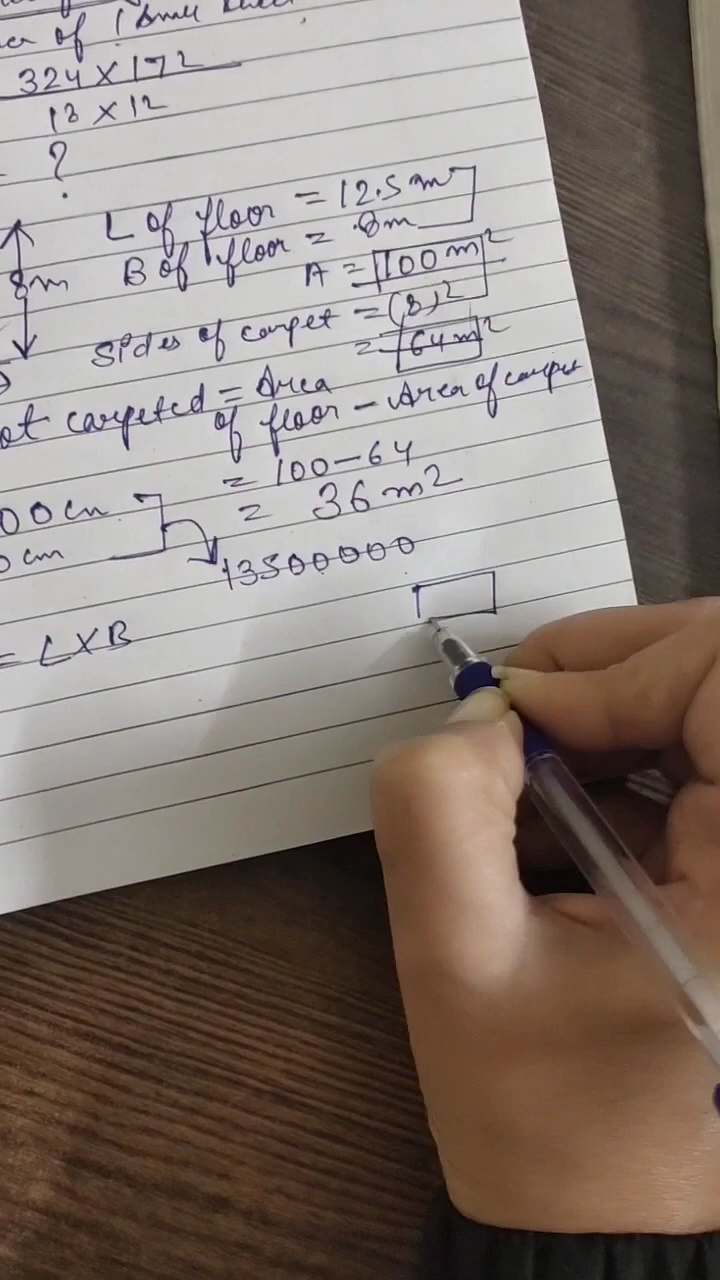 of 1 small
324 × 172
13 × 12
= ?
L of floor = 12.5 m
8m
B of floor = 8m
A = 100 m²
Sides of carpet = (8)²
= 64 m²
ot carpeted = Area
of floor – Area of carpet
= 100 – 64
00 cm
= 36 m²
0 cm
13500000
= L × B